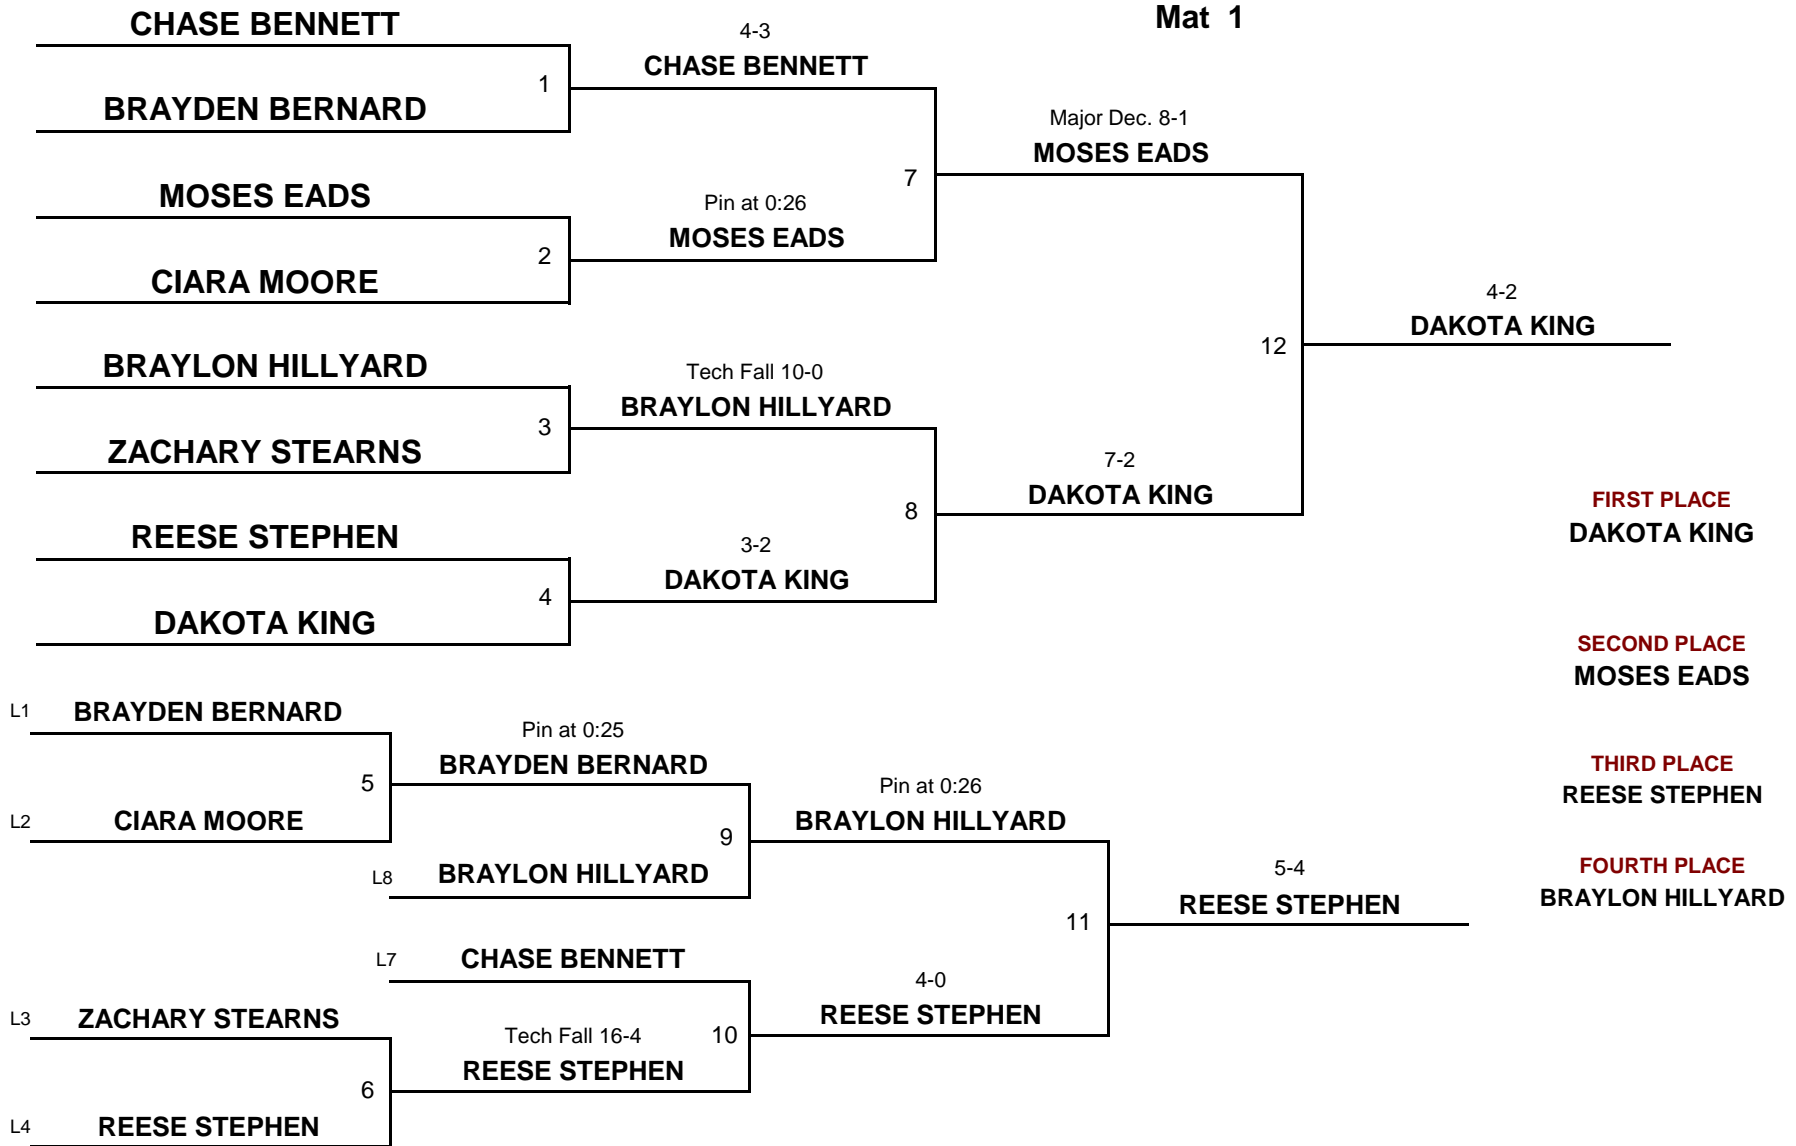 Mat 1
CHASE BENNETT
4-3
CHASE BENNETT
1
BRAYDEN BERNARD
Major Dec. 8-1
MOSES EADS
7
MOSES EADS
Pin at 0:26
MOSES EADS
2
CIARA MOORE
4-2
DAKOTA KING
12
BRAYLON HILLYARD
Tech Fall 10-0
BRAYLON HILLYARD
3
ZACHARY STEARNS
7-2
DAKOTA KING
8
REESE STEPHEN
3-2
DAKOTA KING
4
DAKOTA KING
FIRST PLACE
DAKOTA KING
SECOND PLACE
MOSES EADS
THIRD PLACE
REESE STEPHEN
FOURTH PLACE
BRAYLON HILLYARD
L1 BRAYDEN BERNARD
Pin at 0:25
BRAYDEN BERNARD
5
L2 CIARA MOORE
Pin at 0:26
BRAYLON HILLYARD
9
L8 BRAYLON HILLYARD
5-4
REESE STEPHEN
11
L7 CHASE BENNETT
4-0
REESE STEPHEN
L3 ZACHARY STEARNS
Tech Fall 16-4
10
REESE STEPHEN
6
L4 REESE STEPHEN